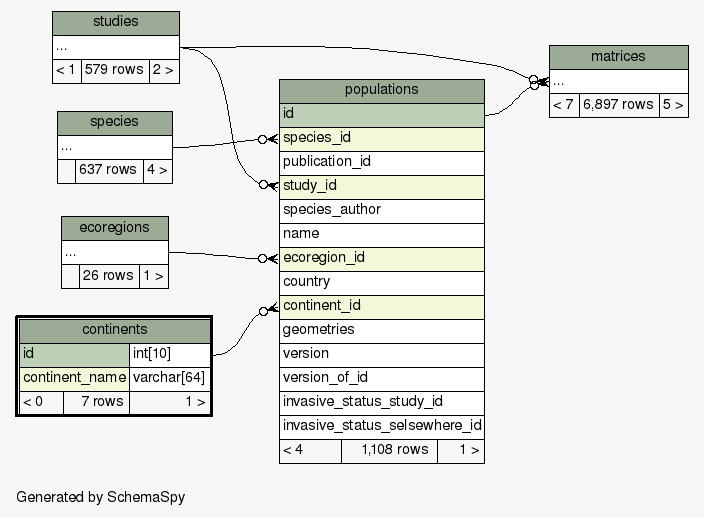 studies
...
< 1 579 rows 2 >
species
...
637 rows 4 >
ecoregions
...
26 rows 1 >
continents
id int[10]
continent_name varchar[64]
< 0 7 rows 1 >
populations
id
species_id
publication_id
study_id
species_author
name
ecoregion_id
country
continent_id
geometries
version
version_of_id
invasive_status_study_id
invasive_status_selsewhere_id
< 4 1,108 rows 1 >
matrices
...
< 7 6,897 rows 5 >
Generated by SchemaSpy